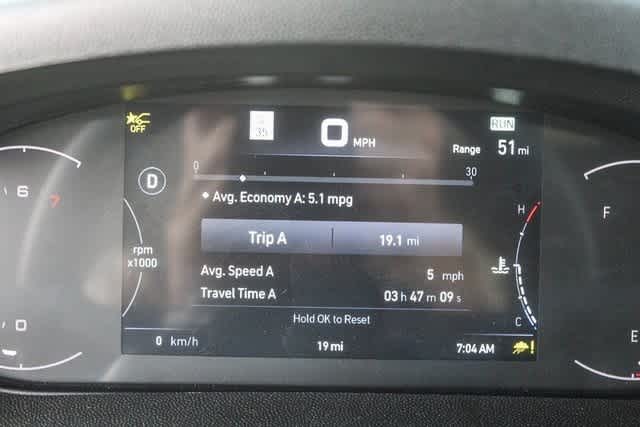 OFF
35
0 MPH
RUN
Range 51 mi
0 30
D
Avg. Economy A: 5.1 mpg
6 7
H
F
Trip A 19.1 mi
rpm
x1000
Avg. Speed A 5 mph
Travel Time A 03 h 47 m 09 s
Hold OK to Reset
C
0
E
0 km/h
19 mi
7:04 AM
!